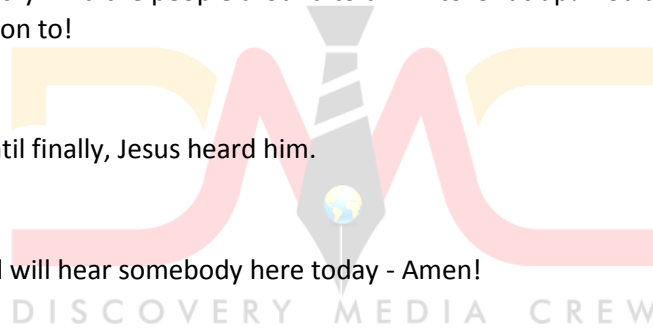 on to!
til finally, Jesus heard him.
will hear somebody here today - Amen!
DISCOVERY MEDIA CREW